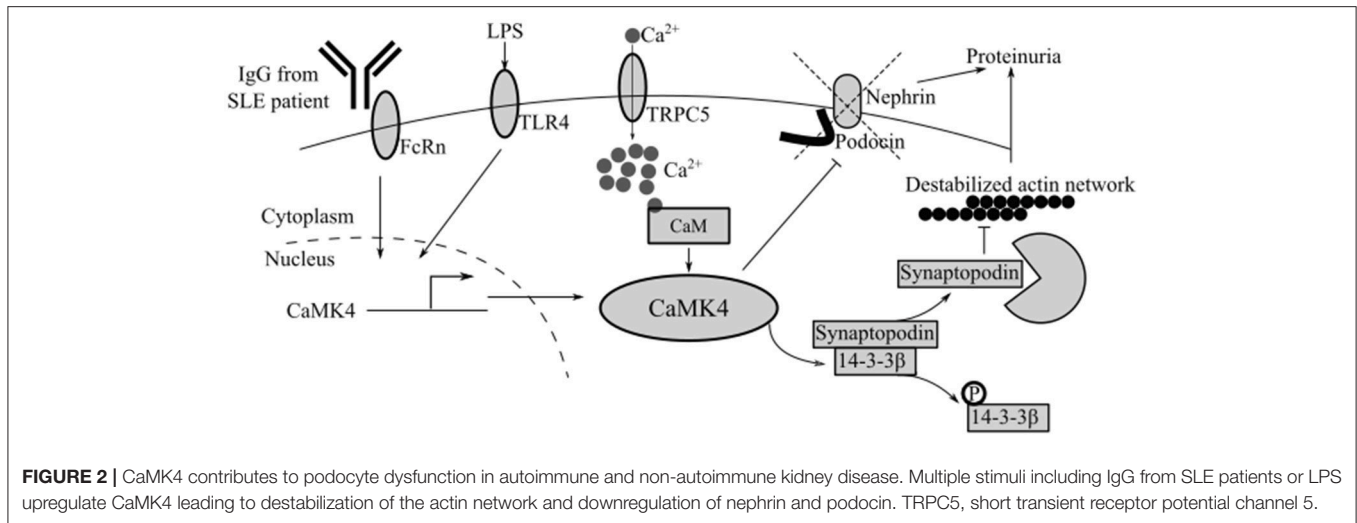 LPS
Ca²⁺
Proteinuria
IgG from
SLE patient
Nephrin
TLR4
TRPC5
Podocin
FcRn
Ca²⁺
Destabilized actin network
Cytoplasm
CaM
Nucleus
Synaptopodin
CaMK4
CaMK4
Synaptopodin
14-3-3β
P
14-3-3β
FIGURE 2 | CaMK4 contributes to podocyte dysfunction in autoimmune and non-autoimmune kidney disease. Multiple stimuli including IgG from SLE patients or LPS
upregulate CaMK4 leading to destabilization of the actin network and downregulation of nephrin and podocin. TRPC5, short transient receptor potential channel 5.